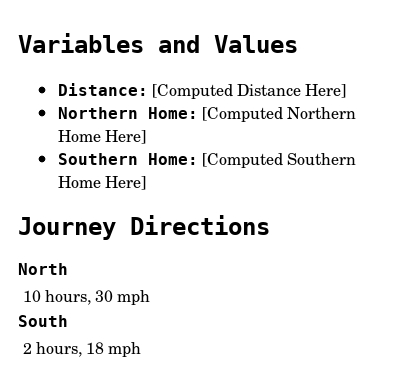 Variables and Values
• Distance: [Computed Distance Here]
• Northern Home: [Computed Northern
Home Here]
• Southern Home: [Computed Southern
Home Here]
Journey Directions
North
10 hours, 30 mph
South
2 hours, 18 mph